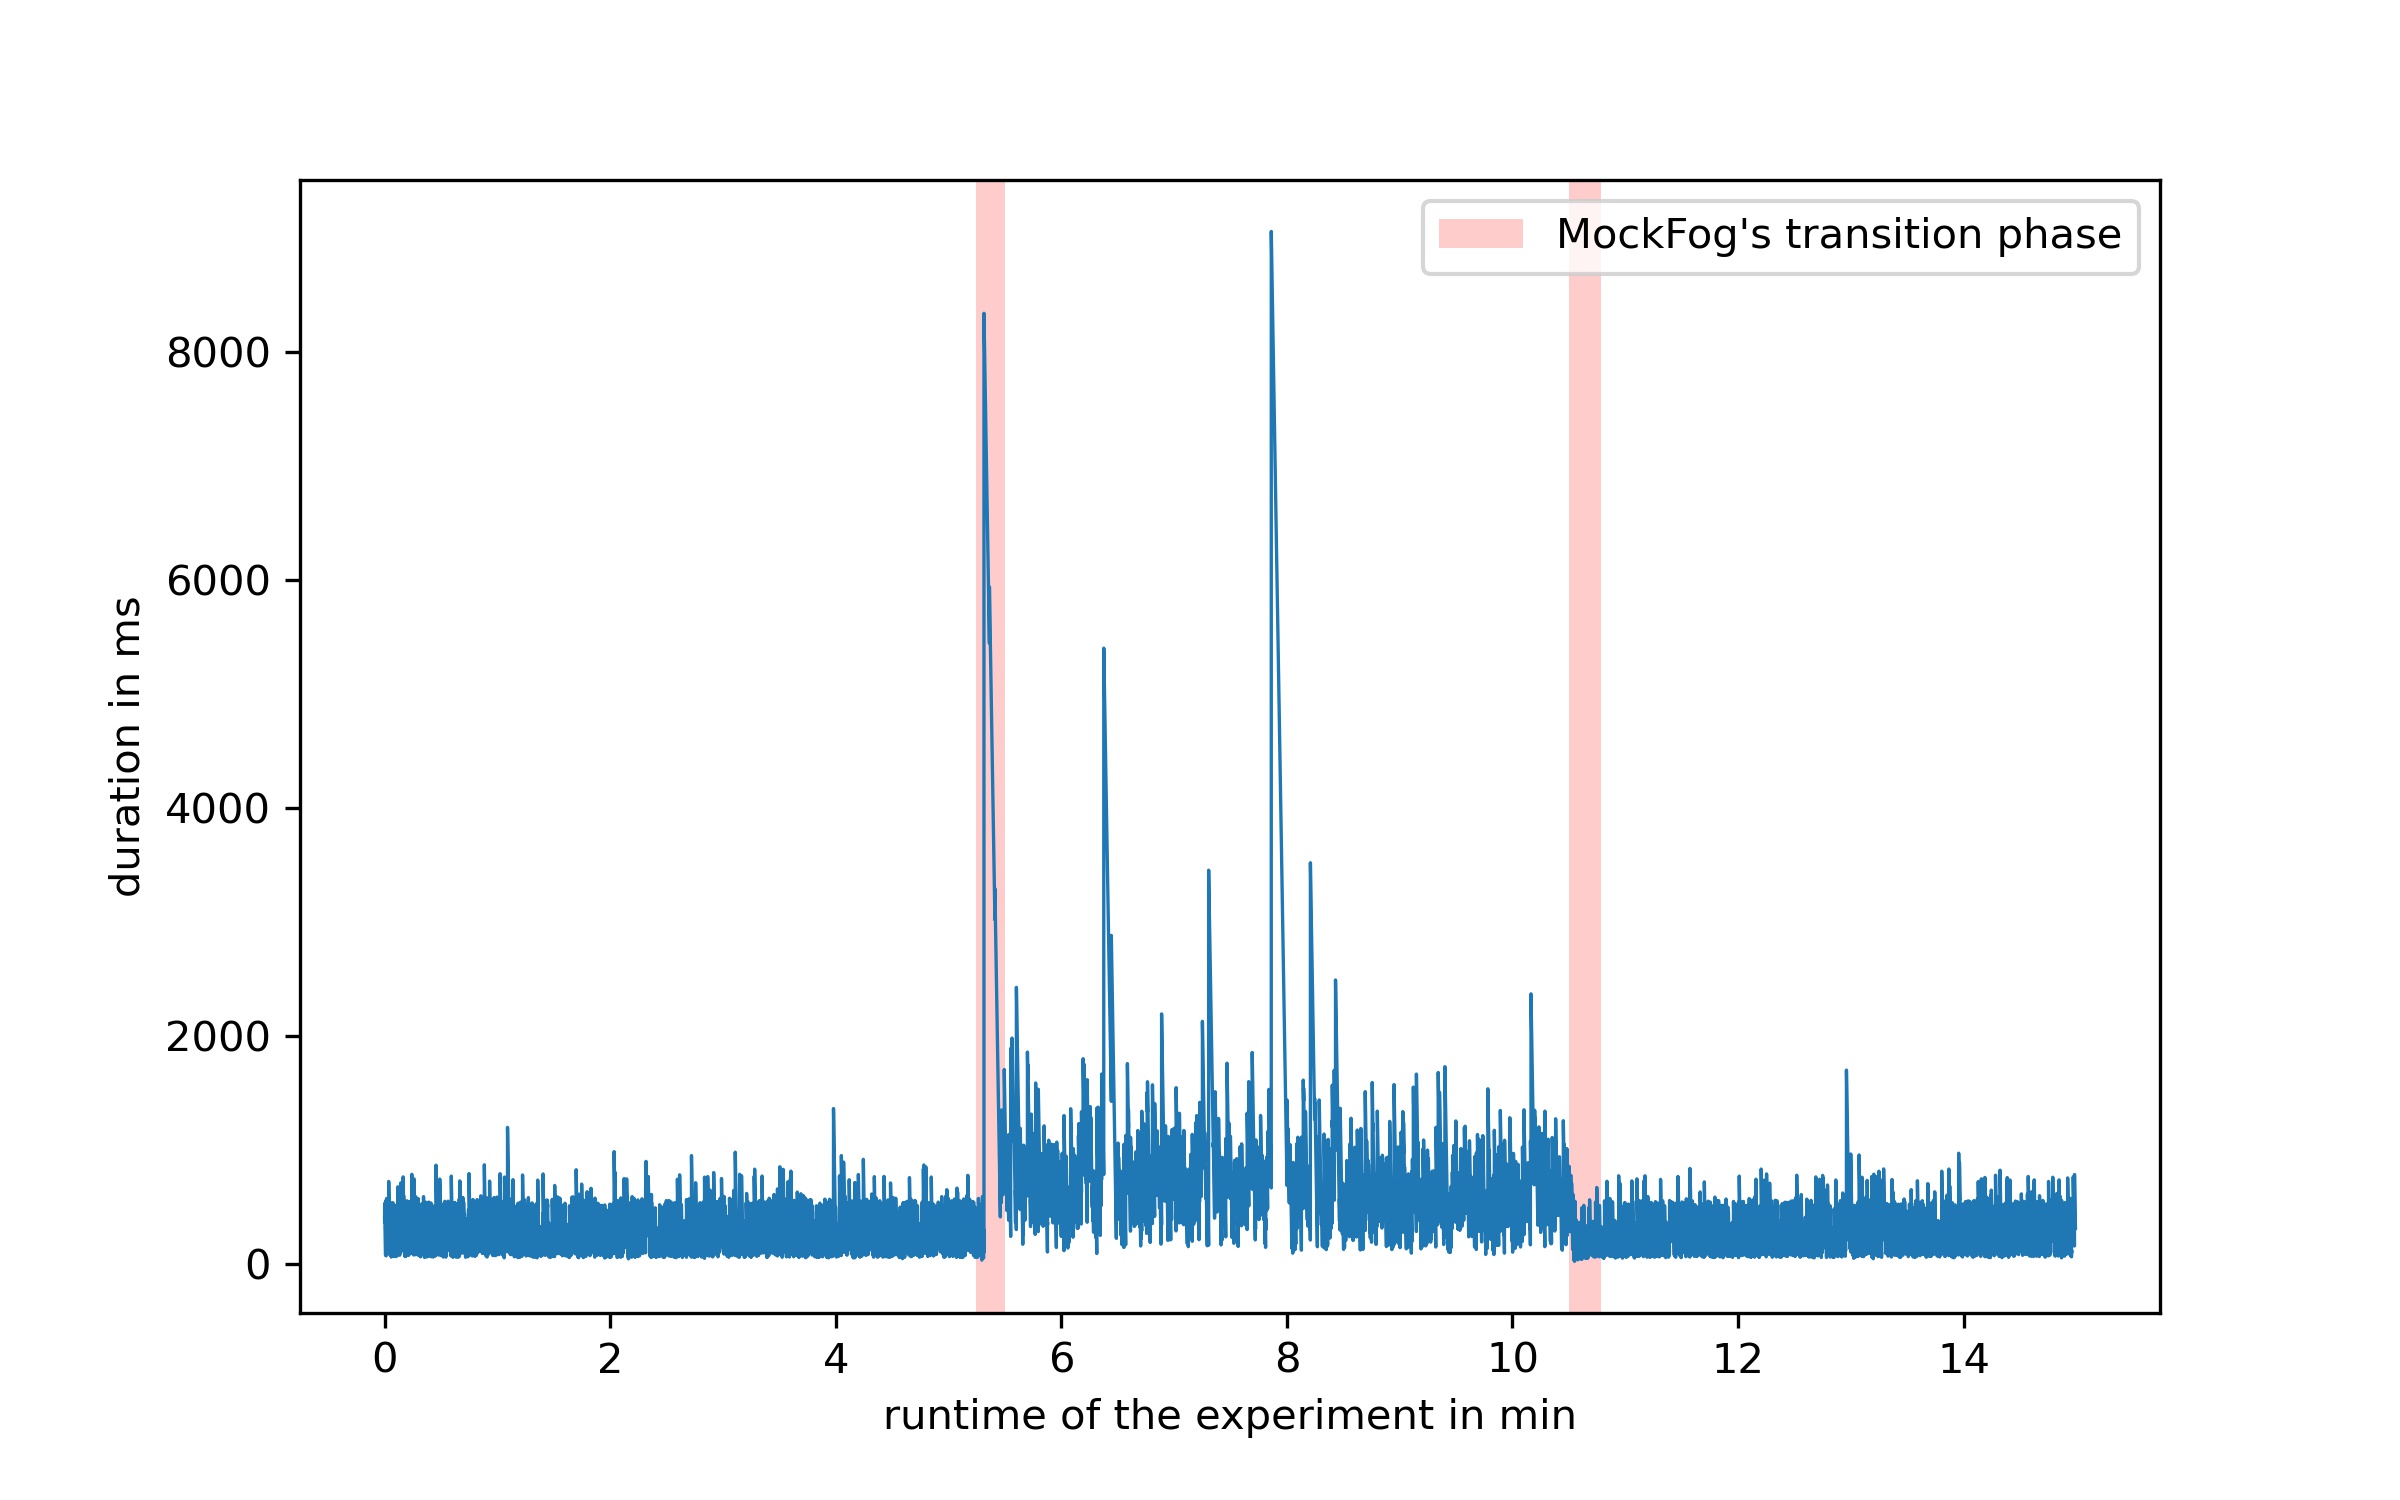 MockFog's transition phase
8000
6000
4000
2000
0
duration in ms
0 2 4 6 8 10 12 14
runtime of the experiment in min